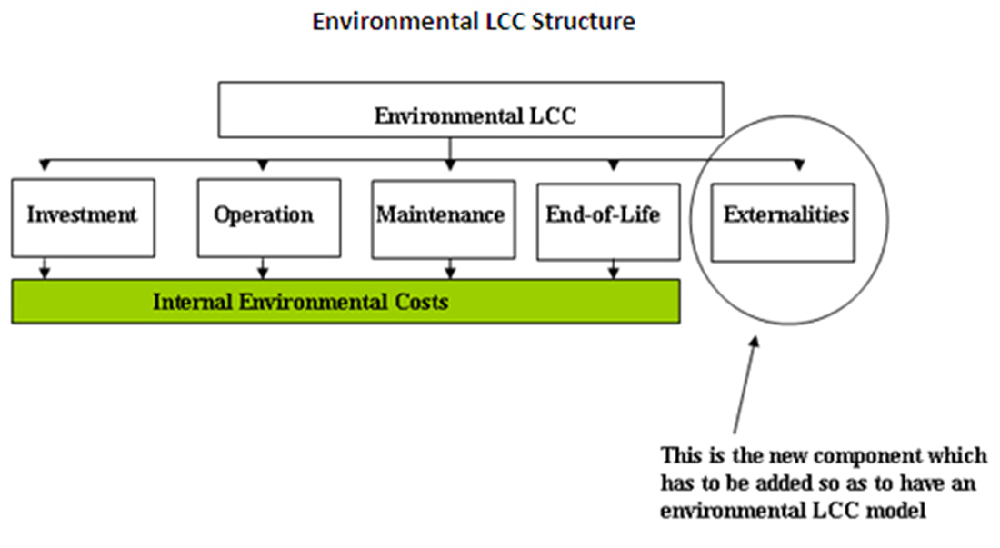 Environmental LCC Structure
Environmental LCC
Investment
Operation
Maintenance
End-of-Life
Externalities
Internal Environmental Costs
This is the new component which
has to be added so as to have an
environmental LCC model